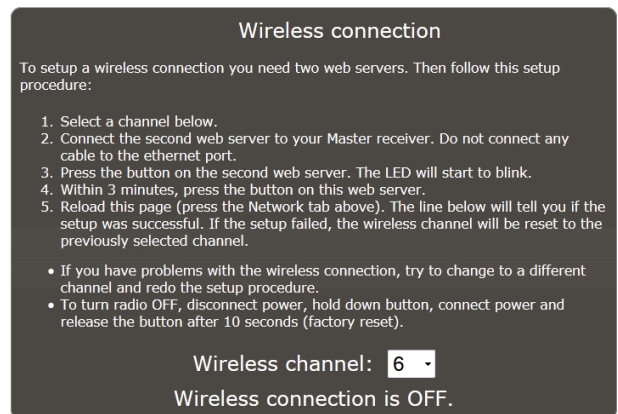 Wireless connection
To setup a wireless connection you need two web servers. Then follow this setup
procedure:
1. Select a channel below.
2. Connect the second web server to your Master receiver. Do not connect any
cable to the ethernet port.
3. Press the button on the second web server. The LED will start to blink.
4. Within 3 minutes, press the button on this web server.
5. Reload this page (press the Network tab above). The line below will tell you if the
setup was successful. If the setup failed, the wireless channel will be reset to the
previously selected channel.
• If you have problems with the wireless connection, try to change to a different
channel and redo the setup procedure.
• To turn radio OFF, disconnect power, hold down button, connect power and
release the button after 10 seconds (factory reset).
Wireless channel: 6
Wireless connection is OFF.